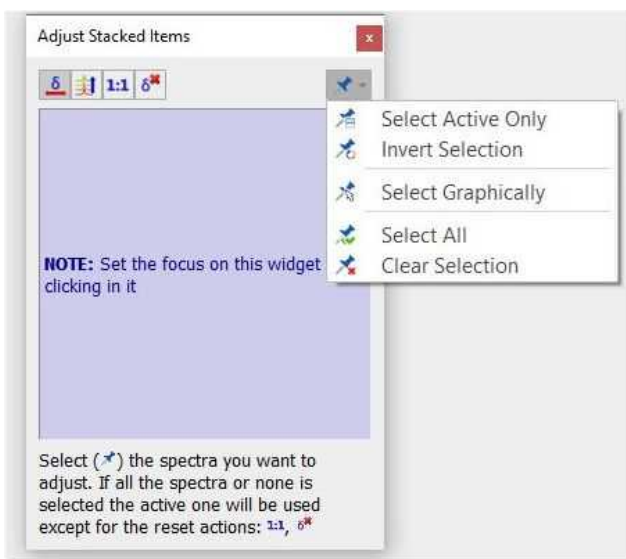 Adjust Stacked Items
x
δ 1:1 δ
Select Active Only
Invert Selection
Select Graphically
Select All
Clear Selection
NOTE: Set the focus on this widget
clicking in it
Select () the spectra you want to
adjust. If all the spectra or none is
selected the active one will be used
except for the reset actions: 1:1, δ